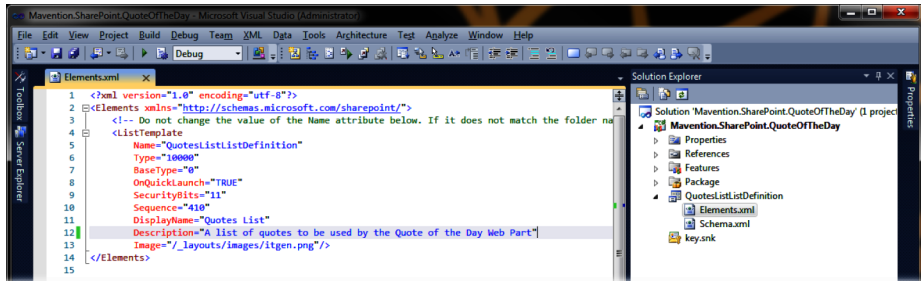 Mavention.SharePoint.QuoteOfTheDay - Microsoft Visual Studio (Administrator)
File Edit View Project Build Debug Team XML Data Tools Architecture Test Analyze Window Help
Debug
Elements.xml x
1 <?xml version="1.0" encoding="utf-8"?>
2 <Elements xmlns="http://schemas.microsoft.com/sharepoint/">
3 <!-- Do not change the value of the Name attribute below. If it does not match the folder na
4 <ListTemplate
5 Name="QuotesListListDefinition"
6 Type="10000"
7 BaseType="0"
8 OnQuickLaunch="TRUE"
9 SecurityBits="11"
10 Sequence="410"
11 DisplayName="Quotes List"
12 Description="A list of quotes to be used by the Quote of the Day Web Part"
13 Image="/_layouts/images/itgen.png"/>
14 </Elements>
15
Toolbox
Server Explorer
Solution Explorer
Solution 'Mavention.SharePoint.QuoteOfTheDay' (1 project
Mavention.SharePoint.QuoteOfTheDay
Properties
References
Features
Package
QuotesListListDefinition
Elements.xml
Schema.xml
key.snk
Properties